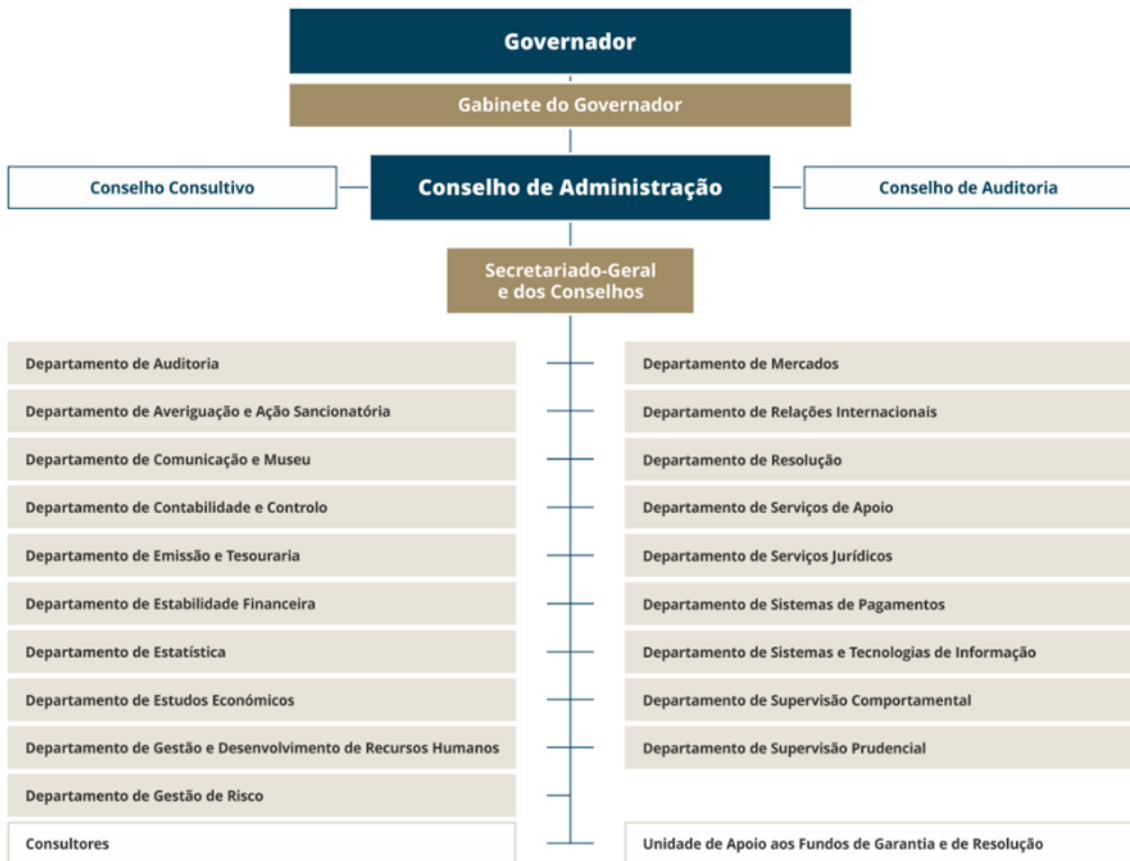 Governador
Gabinete do Governador
Conselho Consultivo
Conselho de Administração
Conselho de Auditoria
Secretariado-Geral
e dos Conselhos
Departamento de Auditoria
Departamento de Averiguação e Ação Sancionatória
Departamento de Comunicação e Museu
Departamento de Contabilidade e Controlo
Departamento de Emissão e Tesouraria
Departamento de Estabilidade Financeira
Departamento de Estatística
Departamento de Estudos Económicos
Departamento de Gestão e Desenvolvimento de Recursos Humanos
Departamento de Gestão de Risco
Consultores
Departamento de Mercados
Departamento de Relações Internacionais
Departamento de Resolução
Departamento de Serviços de Apoio
Departamento de Serviços Jurídicos
Departamento de Sistemas de Pagamentos
Departamento de Sistemas e Tecnologias de Informação
Departamento de Supervisão Comportamental
Departamento de Supervisão Prudencial
Unidade de Apoio aos Fundos de Garantia e de Resolução